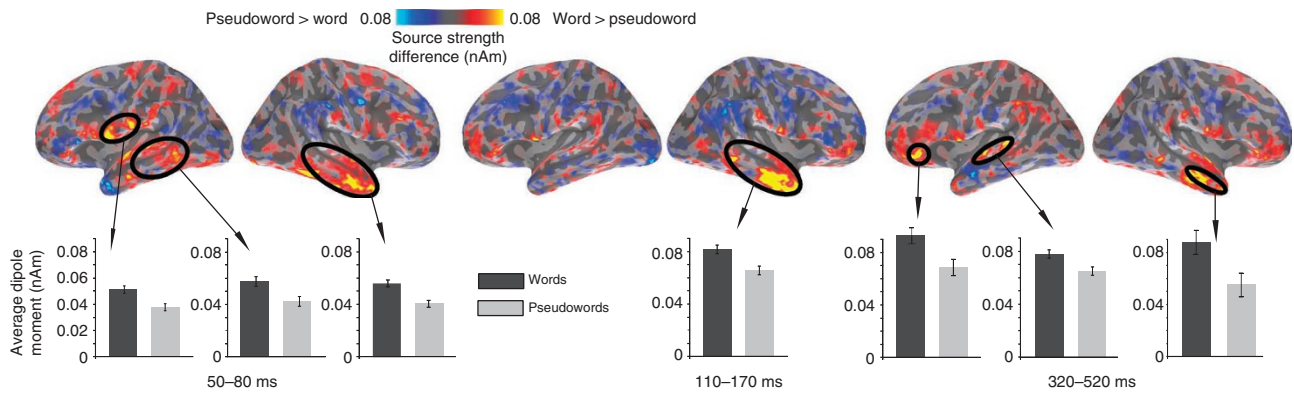 Pseudoword > word 0.08 0.08 Word > pseudoword
Source strength
difference (nAm)
Average dipole
moment (nAm)
0.08
0.06
0.04
0.02
0
0.08
0.04
0
0.08
0.04
0
Words
Pseudowords
0.08
0.04
0
0.08
0.04
0
0.08
0.04
0
0.08
0.04
0
50–80 ms
110–170 ms
320–520 ms